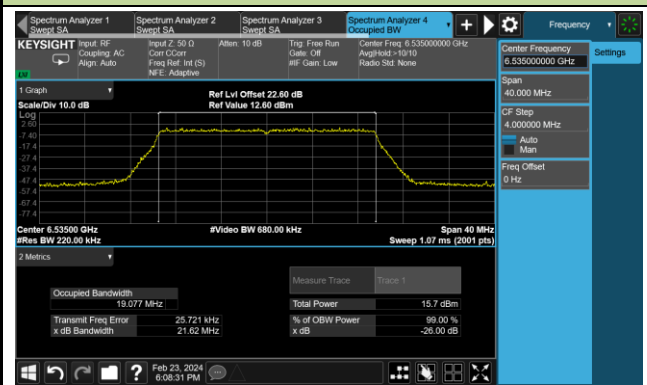 Spectrum Analyzer 1
Swept SA
Spectrum Analyzer 2
Swept SA
Spectrum Analyzer 3
Swept SA
Spectrum Analyzer 4
Occupied BW
Frequency
KEYSIGHT
Input: RF
Coupling: AC
Align: Auto
Input Z: 50 Ω
Corr CCorr
Freq Ref: Int (S)
NFE: Adaptive
Atten: 10 dB
Trig: Free Run
Gate: Off
#IF Gain: Low
Center Freq: 6.535000000 GHz
Avg|Hold:>10/10
Radio Std: None
LXI
Center Frequency
6.535000000 GHz
Settings
Span
40.000 MHz
CF Step
4.000000 MHz
Auto
Man
Freq Offset
0 Hz
1 Graph
Ref Lvl Offset 22.60 dB
Scale/Div 10.0 dB
Ref Value 12.60 dBm
Log
2.60
-7.40
-17.4
-27.4
-37.4
-47.4
-57.4
-67.4
-77.4
Center 6.53500 GHz
#Video BW 680.00 kHz
Span 40 MHz
#Res BW 220.00 kHz
Sweep 1.07 ms (2001 pts)
2 Metrics
Measure Trace
Trace 1
Occupied Bandwidth
19.077 MHz
Total Power
15.7 dBm
Transmit Freq Error
25.721 kHz
% of OBW Power
99.00 %
x dB Bandwidth
21.62 MHz
x dB
-26.00 dB
Feb 23, 2024
6:08:31 PM